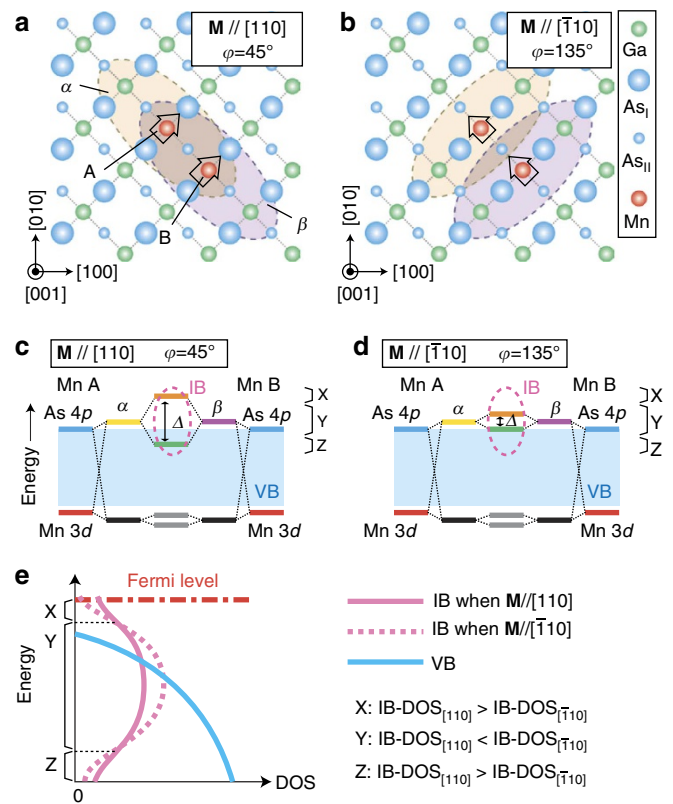 a
M // [110]
φ=45°
α
A
B
β
[010]
[100]
[001]
b
M // [1̄10]
φ=135°
[010]
[100]
[001]
Ga
AsI
AsII
Mn
c
M // [110] φ=45°
Mn A IB Mn B
As 4p α Δ β As 4p
X
Y
Z
Energy
VB
Mn 3d Mn 3d
d
M // [1̄10] φ=135°
Mn A IB Mn B
As 4p α Δ β As 4p
X
Y
Z
VB
Mn 3d Mn 3d
e
Fermi level
X
Y
Z
Energy
0
DOS
IB when M//[110]
IB when M//[1̄10]
VB
X: IB-DOS[110] > IB-DOS[1̄10]
Y: IB-DOS[110] < IB-DOS[1̄10]
Z: IB-DOS[110] > IB-DOS[1̄10]